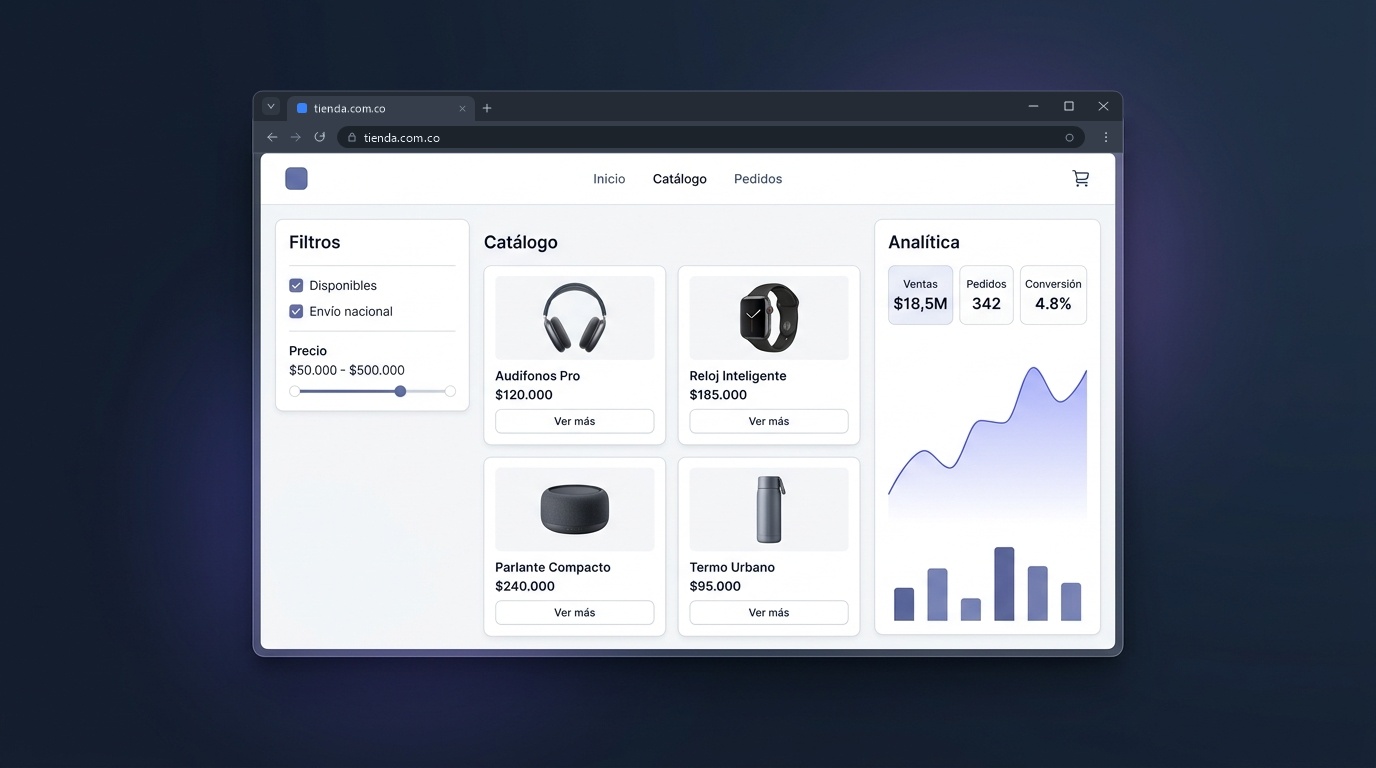 tienda.com.co
tienda.com.co
Inicio Catálogo Pedidos
Filtros
Disponibles
Envío nacional
Precio
$50.000 - $500.000
Catálogo
Audifonos Pro
$120.000
Ver más
Reloj Inteligente
$185.000
Ver más
Parlante Compacto
$240.000
Ver más
Termo Urbano
$95.000
Ver más
Analítica
Ventas
$18,5M
Pedidos
342
Conversión
4.8%